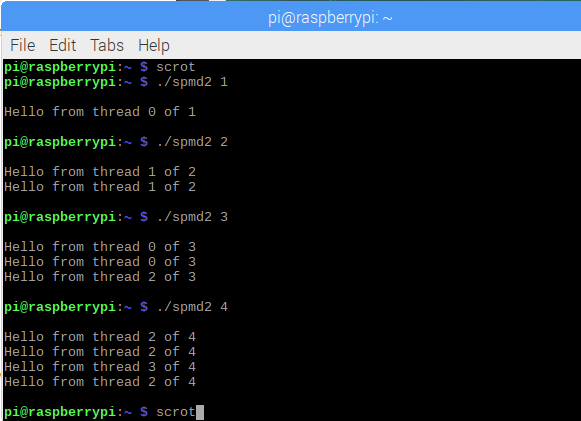 pi@raspberrypi: ~
File Edit Tabs Help
pi@raspberrypi:~ $ scrot
pi@raspberrypi:~ $ ./spmd2 1
Hello from thread 0 of 1
pi@raspberrypi:~ $ ./spmd2 2
Hello from thread 1 of 2
Hello from thread 1 of 2
pi@raspberrypi:~ $ ./spmd2 3
Hello from thread 0 of 3
Hello from thread 0 of 3
Hello from thread 2 of 3
pi@raspberrypi:~ $ ./spmd2 4
Hello from thread 2 of 4
Hello from thread 2 of 4
Hello from thread 3 of 4
Hello from thread 2 of 4
pi@raspberrypi:~ $ scrot